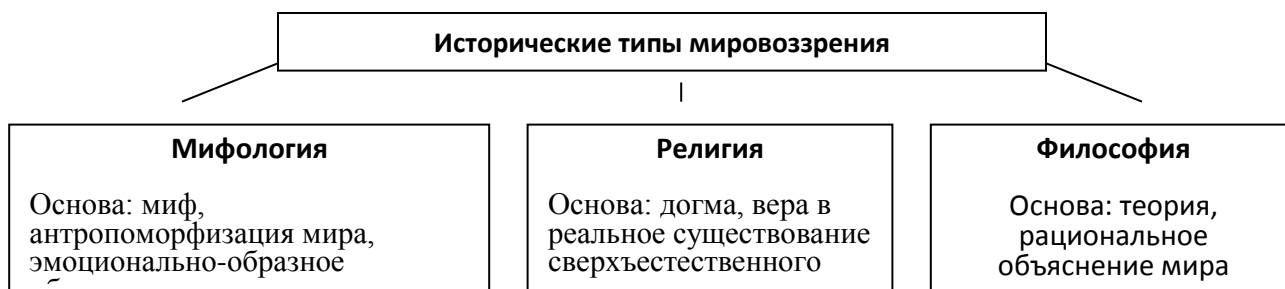 Исторические типы мировоззрения
Мифология
Основа: миф,
антропоморфизация мира,
эмоционально-образное
Религия
Основа: догма, вера в
реальное существование
сверхъестественного
Философия
Основа: теория,
рациональное
объяснение мира